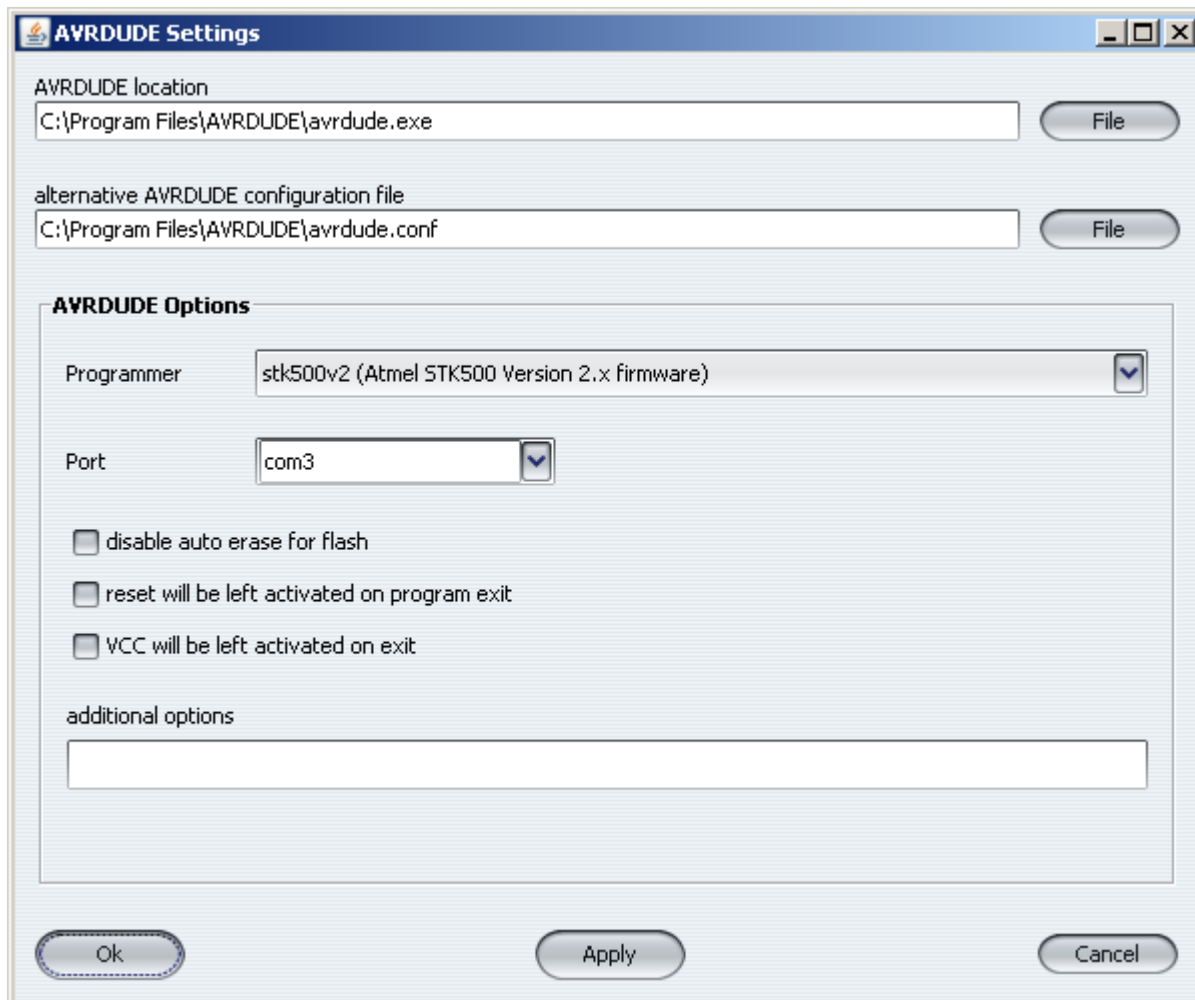 AVRDUDE Settings
AVRDUDE location
C:\Program Files\AVRDUDE\avrdude.exe
File
alternative AVRDUDE configuration file
C:\Program Files\AVRDUDE\avrdude.conf
File
AVRDUDE Options
Programmer
stk500v2 (Atmel STK500 Version 2.x firmware)
Port
com3
disable auto erase for flash
reset will be left activated on program exit
VCC will be left activated on exit
additional options
Ok
Apply
Cancel